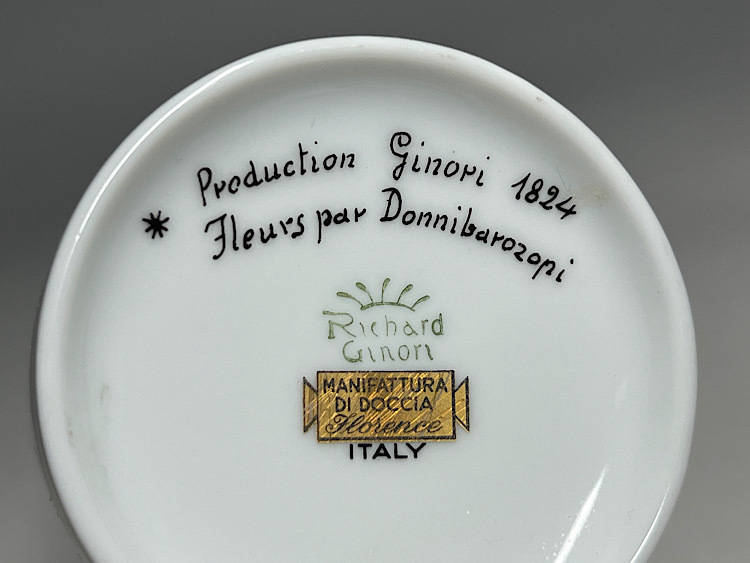 Production Ginori 1824
* Fleurs par Donnibarozopi
Richard
Ginori
MANIFATTURA
DI DOCCIA
Florence
ITALY